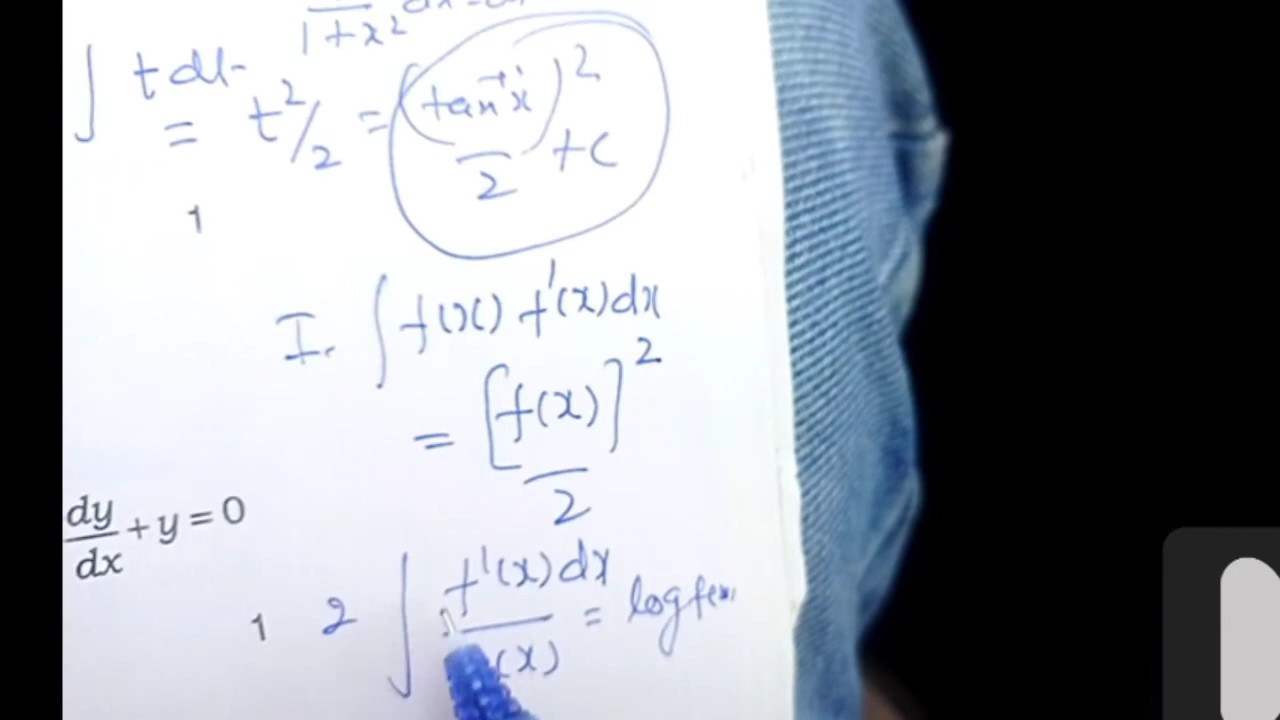 1+x²
∫ t dt
= t²/2 = (tan⁻¹x)²/2 + c
1
I. ∫ f(x) f'(x) dx
= [f(x)]²/2
dy/dx + y = 0
1
2 ∫ f'(x) dx / (x) = log